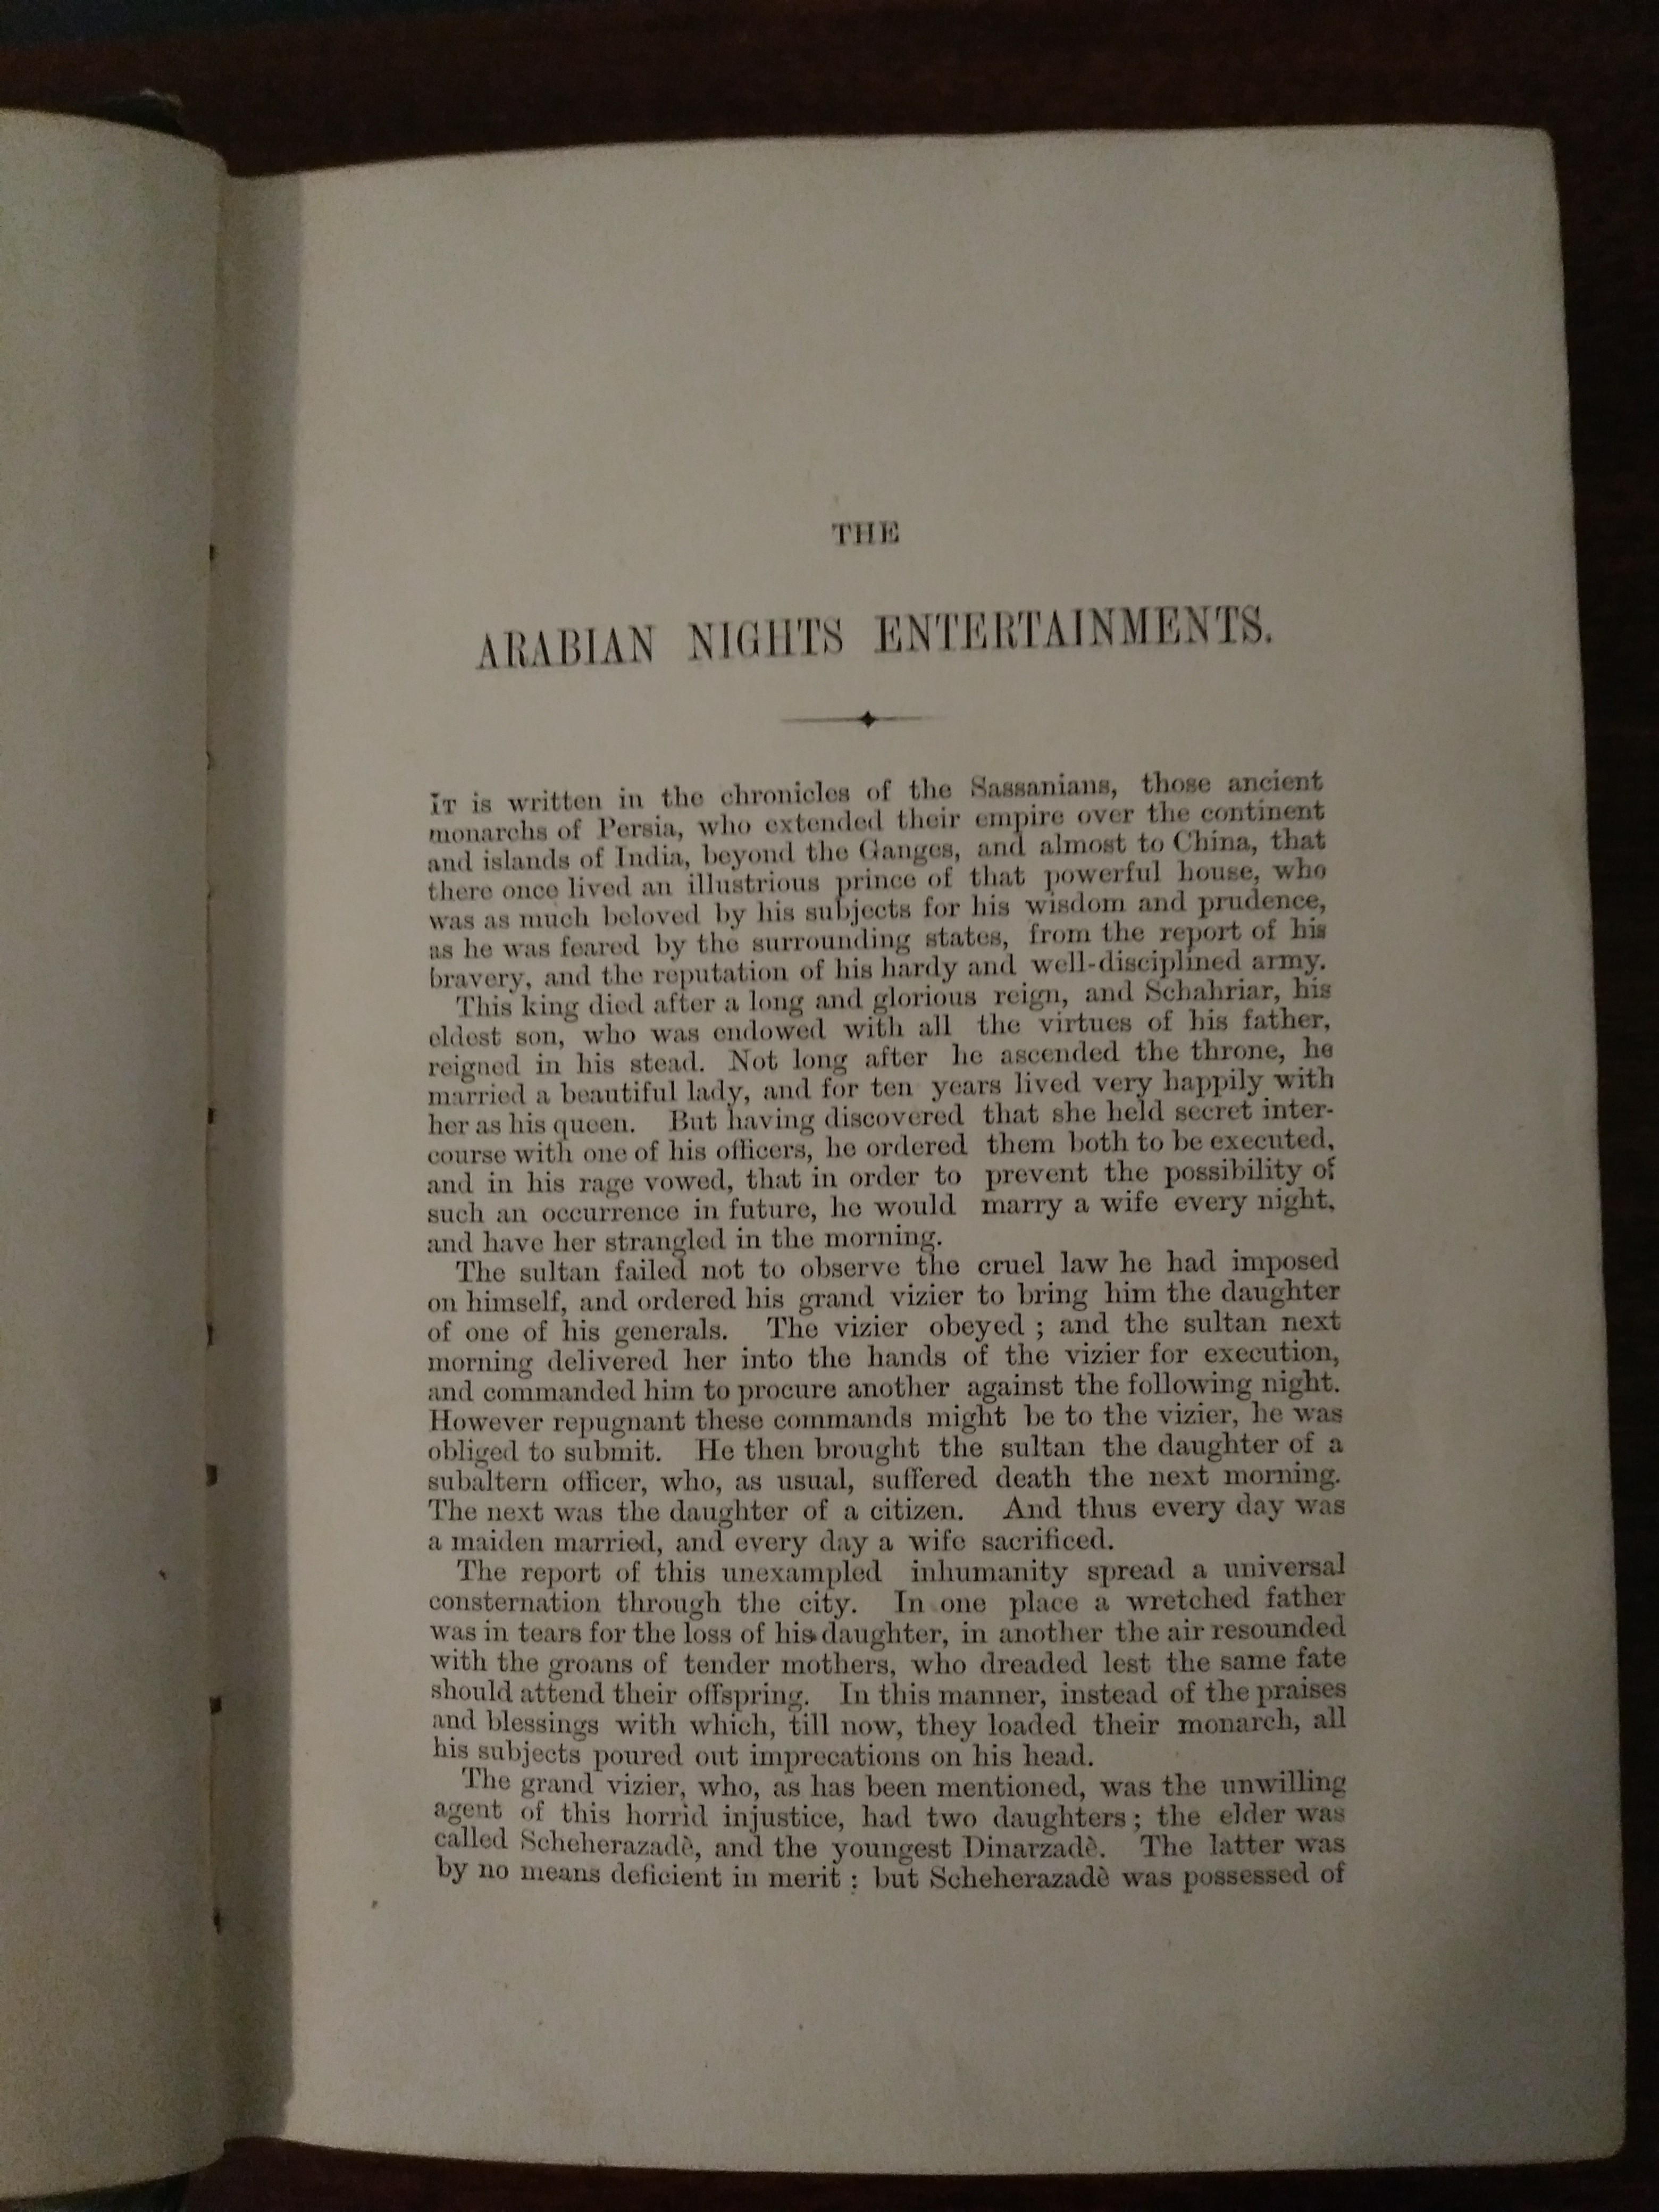 THE
ARABIAN NIGHTS ENTERTAINMENTS.
IT is written in the chronicles of the Sassanians, those ancient
monarchs of Persia, who extended their empire over the continent
and islands of India, beyond the Ganges, and almost to China, that
there once lived an illustrious prince of that powerful house, who
was as much beloved by his subjects for his wisdom and prudence,
as he was feared by the surrounding states, from the report of his
bravery, and the reputation of his hardy and well-disciplined army.
This king died after a long and glorious reign, and Schahriar, his
eldest son, who was endowed with all the virtues of his father,
reigned in his stead. Not long after he ascended the throne, he
married a beautiful lady, and for ten years lived very happily with
her as his queen. But having discovered that she held secret inter-
course with one of his officers, he ordered them both to be executed,
and in his rage vowed, that in order to prevent the possibility of
such an occurrence in future, he would marry a wife every night,
and have her strangled in the morning.
The sultan failed not to observe the cruel law he had imposed
on himself, and ordered his grand vizier to bring him the daughter
of one of his generals. The vizier obeyed ; and the sultan next
morning delivered her into the hands of the vizier for execution,
and commanded him to procure another against the following night.
However repugnant these commands might be to the vizier, he was
obliged to submit. He then brought the sultan the daughter of a
subaltern officer, who, as usual, suffered death the next morning.
The next was the daughter of a citizen. And thus every day was
a maiden married, and every day a wife sacrificed.
The report of this unexampled inhumanity spread a universal
consternation through the city. In one place a wretched father
was in tears for the loss of his daughter, in another the air resounded
with the groans of tender mothers, who dreaded lest the same fate
should attend their offspring. In this manner, instead of the praises
and blessings with which, till now, they loaded their monarch, all
his subjects poured out imprecations on his head.
The grand vizier, who, as has been mentioned, was the unwilling
agent of this horrid injustice, had two daughters ; the elder was
called Scheherazadè, and the youngest Dinarzadè. The latter was
by no means deficient in merit ; but Scheherazadè was possessed of